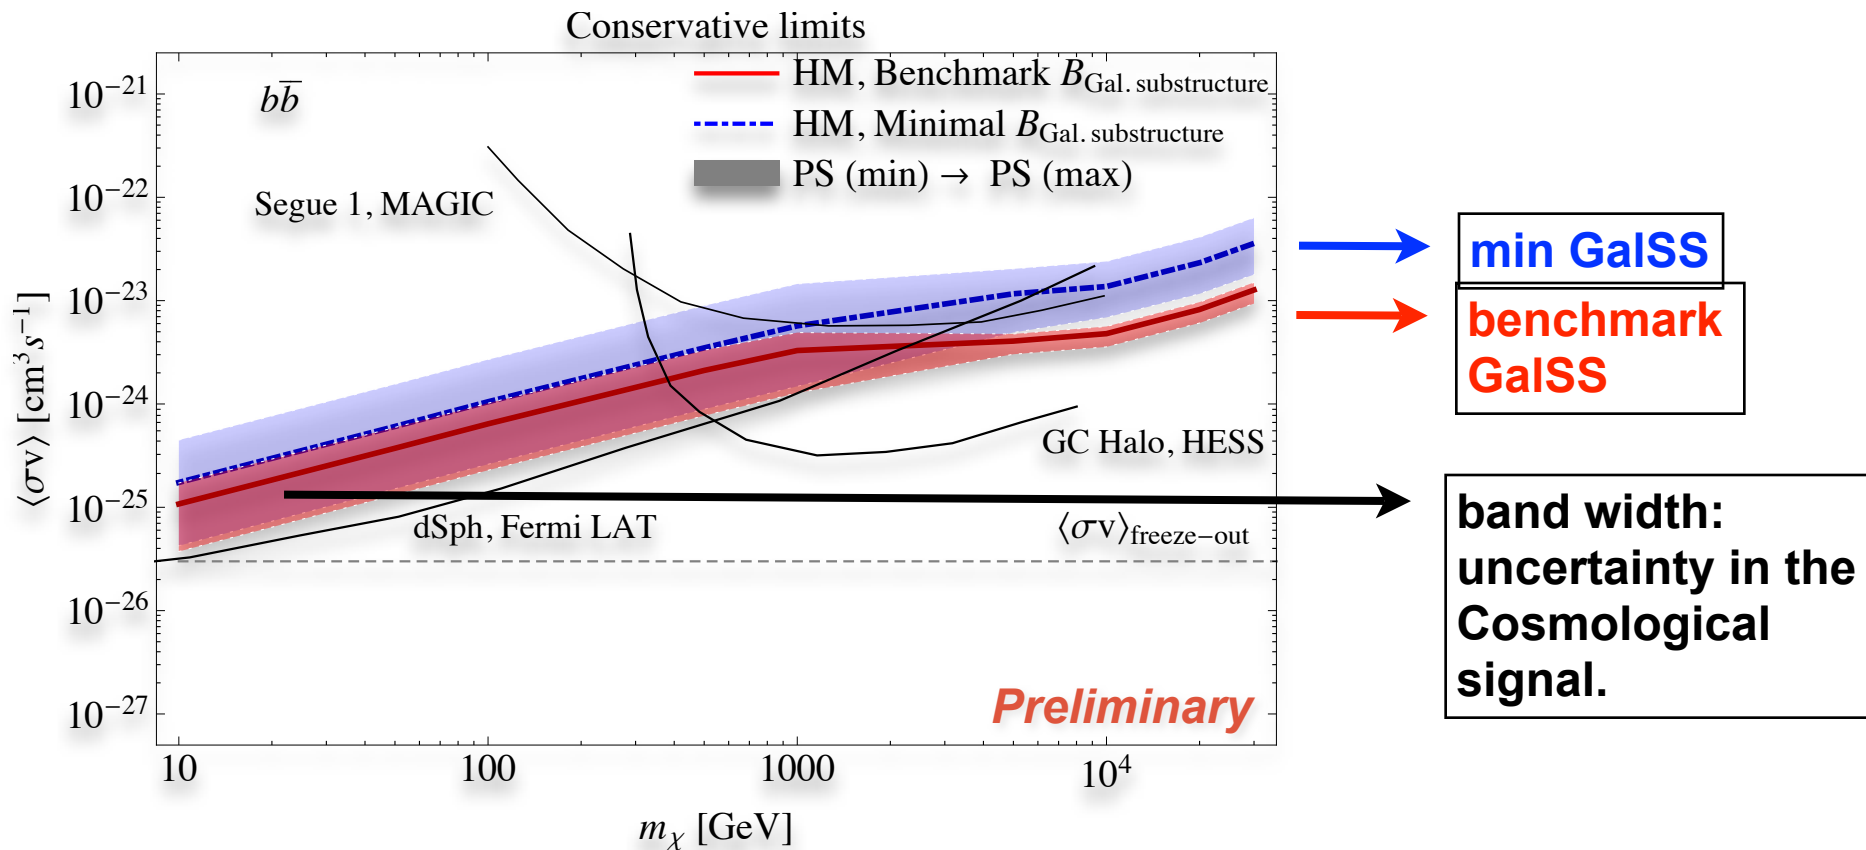 Conservative limits
HM, Benchmark B_Gal. substructure
HM, Minimal B_Gal. substructure
PS (min) → PS (max)
bb̅
Segue 1, MAGIC
GC Halo, HESS
dSph, Fermi LAT
⟨σv⟩_freeze−out
Preliminary
10⁻²¹
10⁻²²
10⁻²³
10⁻²⁴
10⁻²⁵
10⁻²⁶
10⁻²⁷
⟨σv⟩ [cm³s⁻¹]
10
100
1000
10⁴
m_χ [GeV]
min GalSS
benchmark
GalSS
band width:
uncertainty in the
Cosmological
signal.